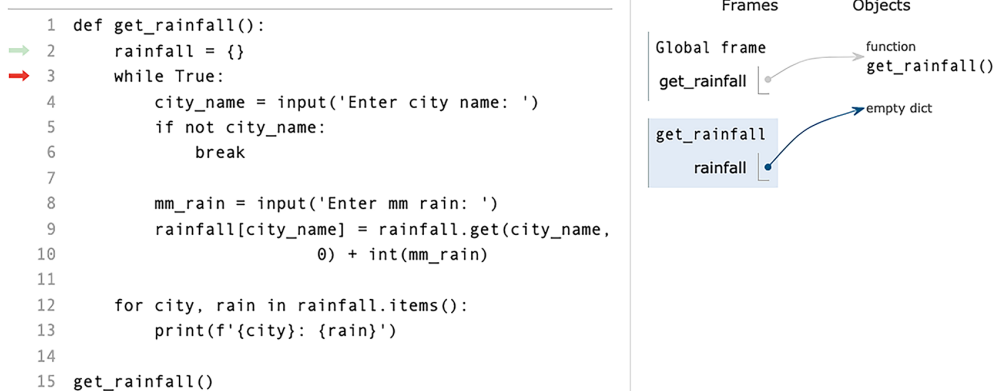 1 def get_rainfall():
2     rainfall = {}
3     while True:
4         city_name = input('Enter city name: ')
5         if not city_name:
6             break
7
8         mm_rain = input('Enter mm rain: ')
9         rainfall[city_name] = rainfall.get(city_name,
10                         0) + int(mm_rain)
11
12     for city, rain in rainfall.items():
13         print(f'{city}: {rain}')
14
15 get_rainfall()
Frames Objects
Global frame
get_rainfall
function
get_rainfall()
empty dict
get_rainfall
rainfall